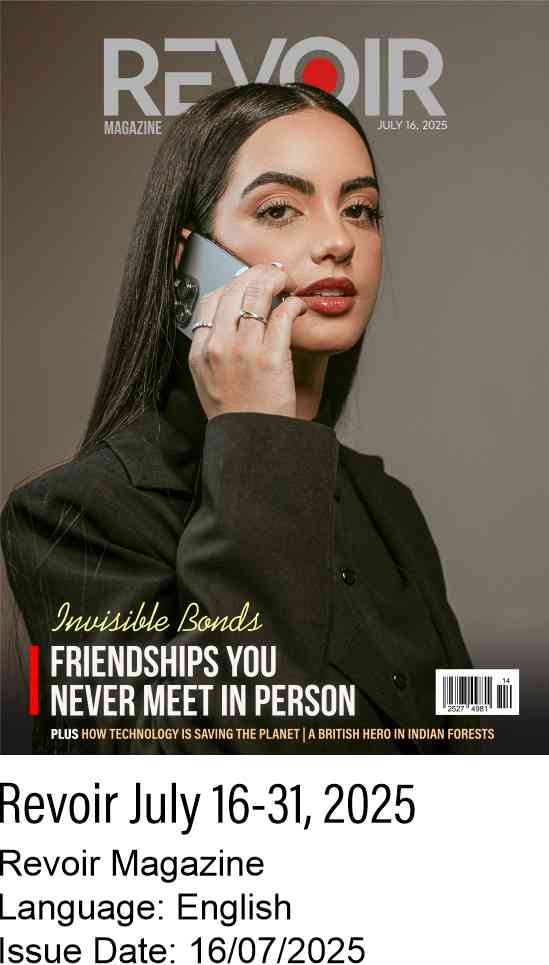 REVOIR
MAGAZINE
JULY 16, 2025
Invisible Bonds
FRIENDSHIPS YOU
NEVER MEET IN PERSON
14
2527 4981
PLUS HOW TECHNOLOGY IS SAVING THE PLANET | A BRITISH HERO IN INDIAN FORESTS
Revoir July 16-31, 2025
Revoir Magazine
Language: English
Issue Date: 16/07/2025